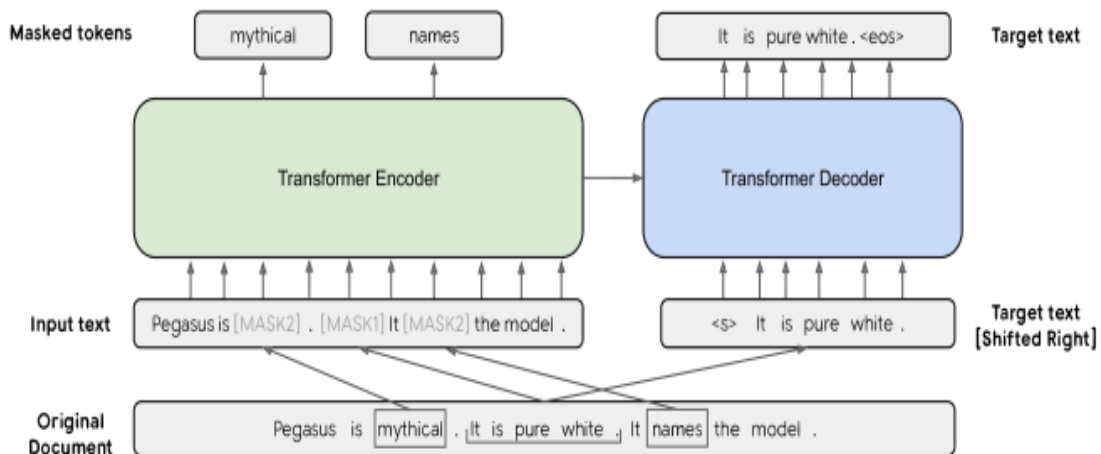 Masked tokens
mythical
names
It is pure white . <eos>
Target text
Transformer Encoder
Transformer Decoder
Input text
Pegasus is [MASK2] . [MASK1] It [MASK2] the model .
<s> It is pure white .
Target text
[Shifted Right]
Original
Document
Pegasus is mythical . It is pure white . It names the model .